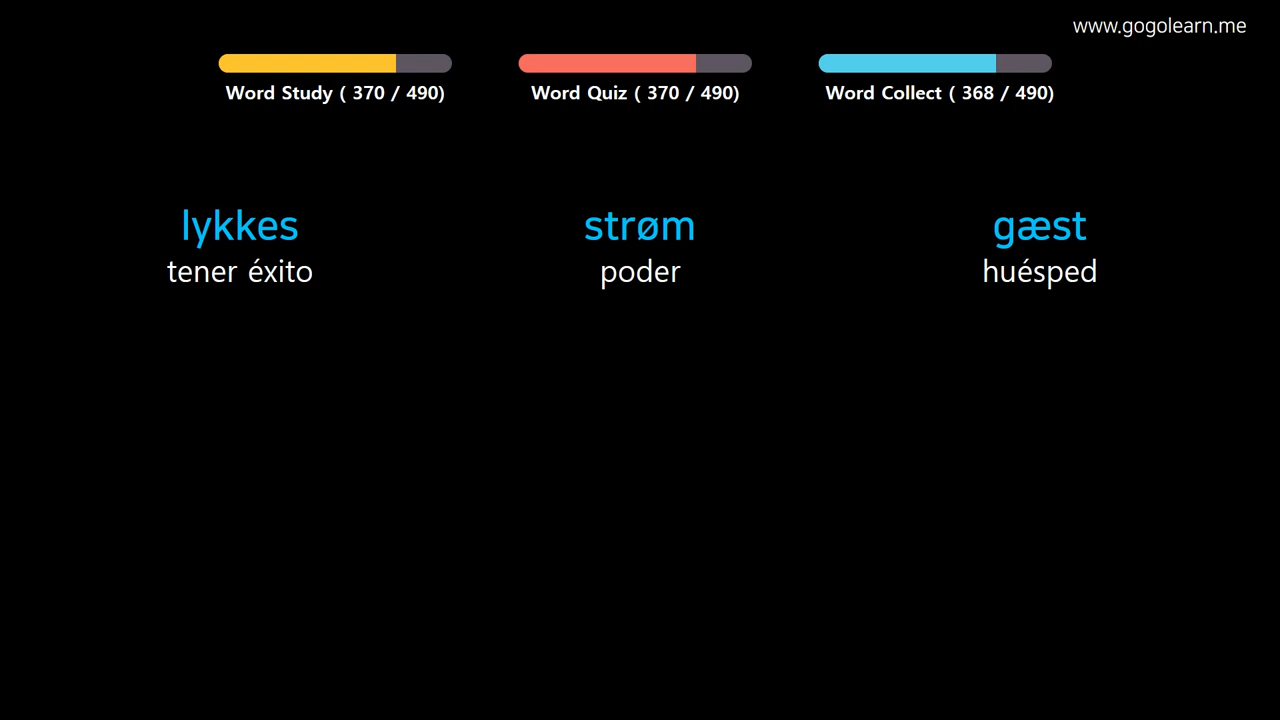 www.gogolearn.me
Word Study ( 370 / 490)
Word Quiz ( 370 / 490)
Word Collect ( 368 / 490)
lykkes
tener éxito
strøm
poder
gæst
huésped